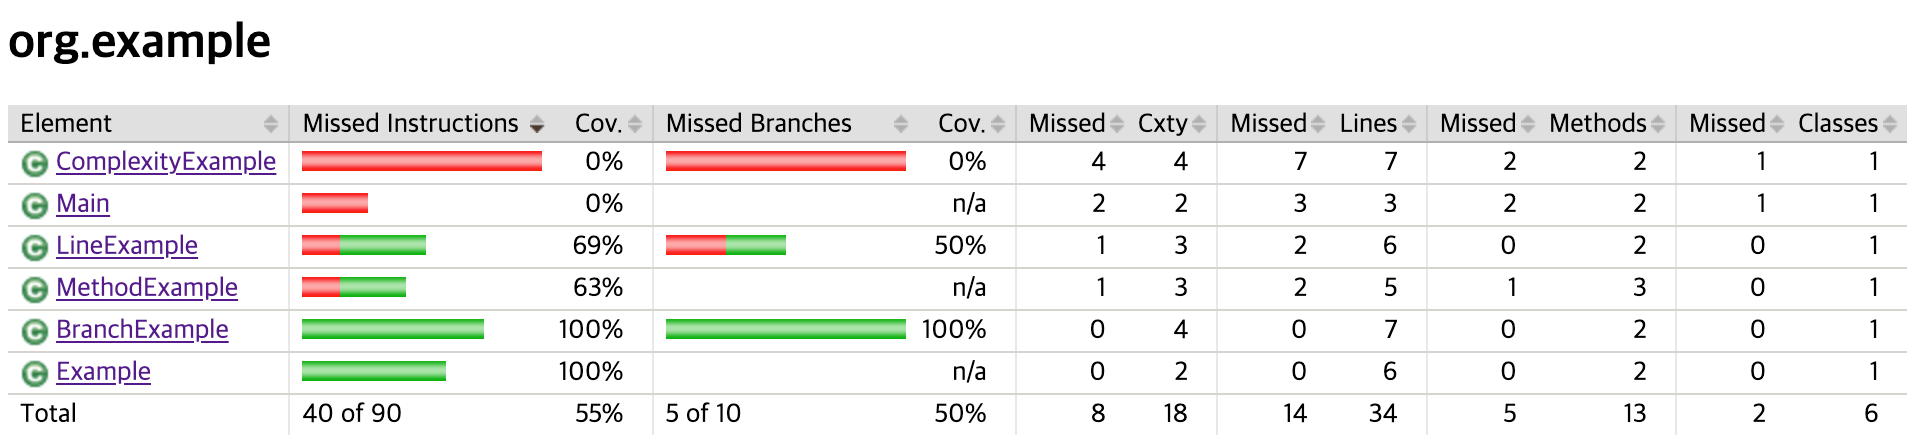 org.example
Element Missed Instructions Cov. Missed Branches Cov. Missed Cxty Missed Lines Missed Methods Missed Classes
C ComplexityExample 0% 0% 4 4 7 7 2 2 1 1
C Main 0% n/a 2 2 3 3 2 2 1 1
C LineExample 69% 50% 1 3 2 6 0 2 0 1
C MethodExample 63% n/a 1 3 2 5 1 3 0 1
C BranchExample 100% 100% 0 4 0 7 0 2 0 1
C Example 100% n/a 0 2 0 6 0 2 0 1
Total 40 of 90 55% 5 of 10 50% 8 18 14 34 5 13 2 6